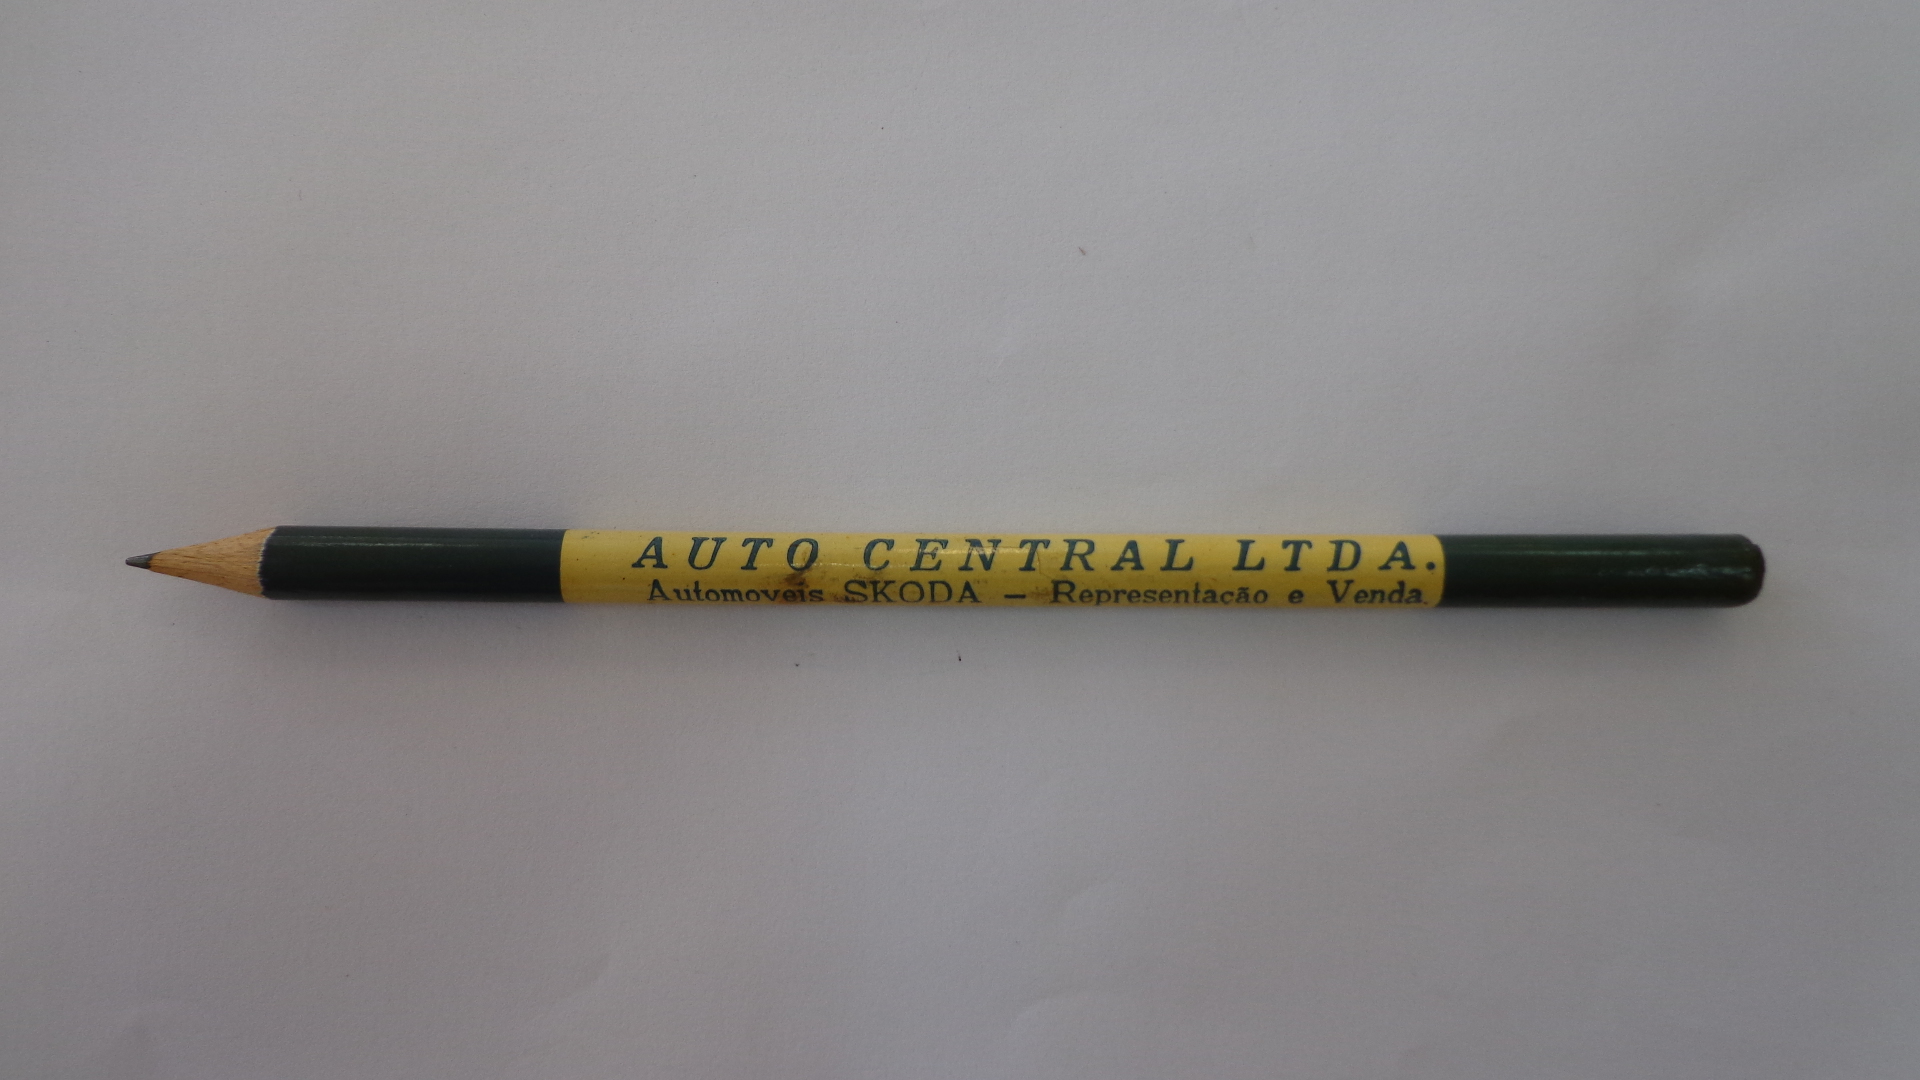 AUTO CENTRAL LTDA.
Automoveis SKODA — Representação e Venda.